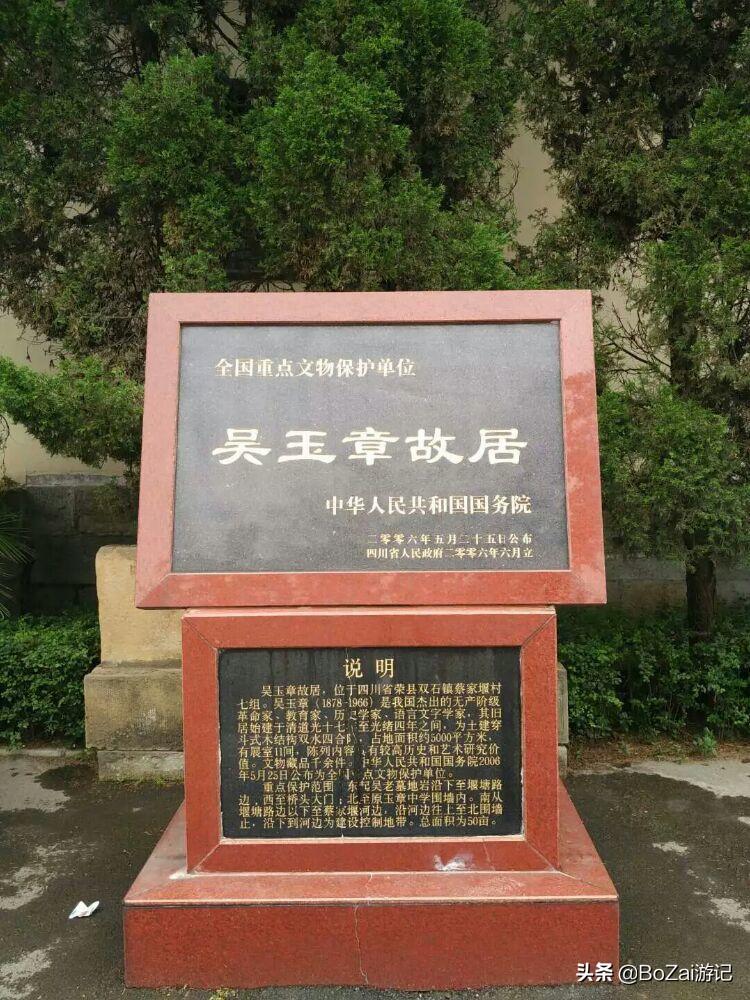 全国重点文物保护单位
吴玉章故居
中华人民共和国国务院
二零零六年五月二十五日公布
四川省人民政府二零零六年六月立
说明
吴玉章故居，位于四川省荣县双石镇蔡家堰村
七组。吴玉章（1878-1966）是我国杰出的无产阶级
革命家、教育家、历史学家、语言文字学家，其旧
居始建于清道光十七 至光绪四年之间，为土建穿
斗式木结构双水四合 ，占地面积约5000平方米。
有展室11间，陈列内容 ，有较高历史和艺术研究价
值。文物藏品千余件。中华人民共和国国务院2006
年5月25日公布为全 重点文物保护单位。
重点保护范围 东起吴老墓地岩沿下至堰塘路
边，西至桥头大门；北至原玉章中学围墙内。南从
堰塘路边以下至蔡家堰河边，沿河边往上至北围墙
止，沿下到河边为建设控制地带。总面积为50亩。
头条 @BoZai游记